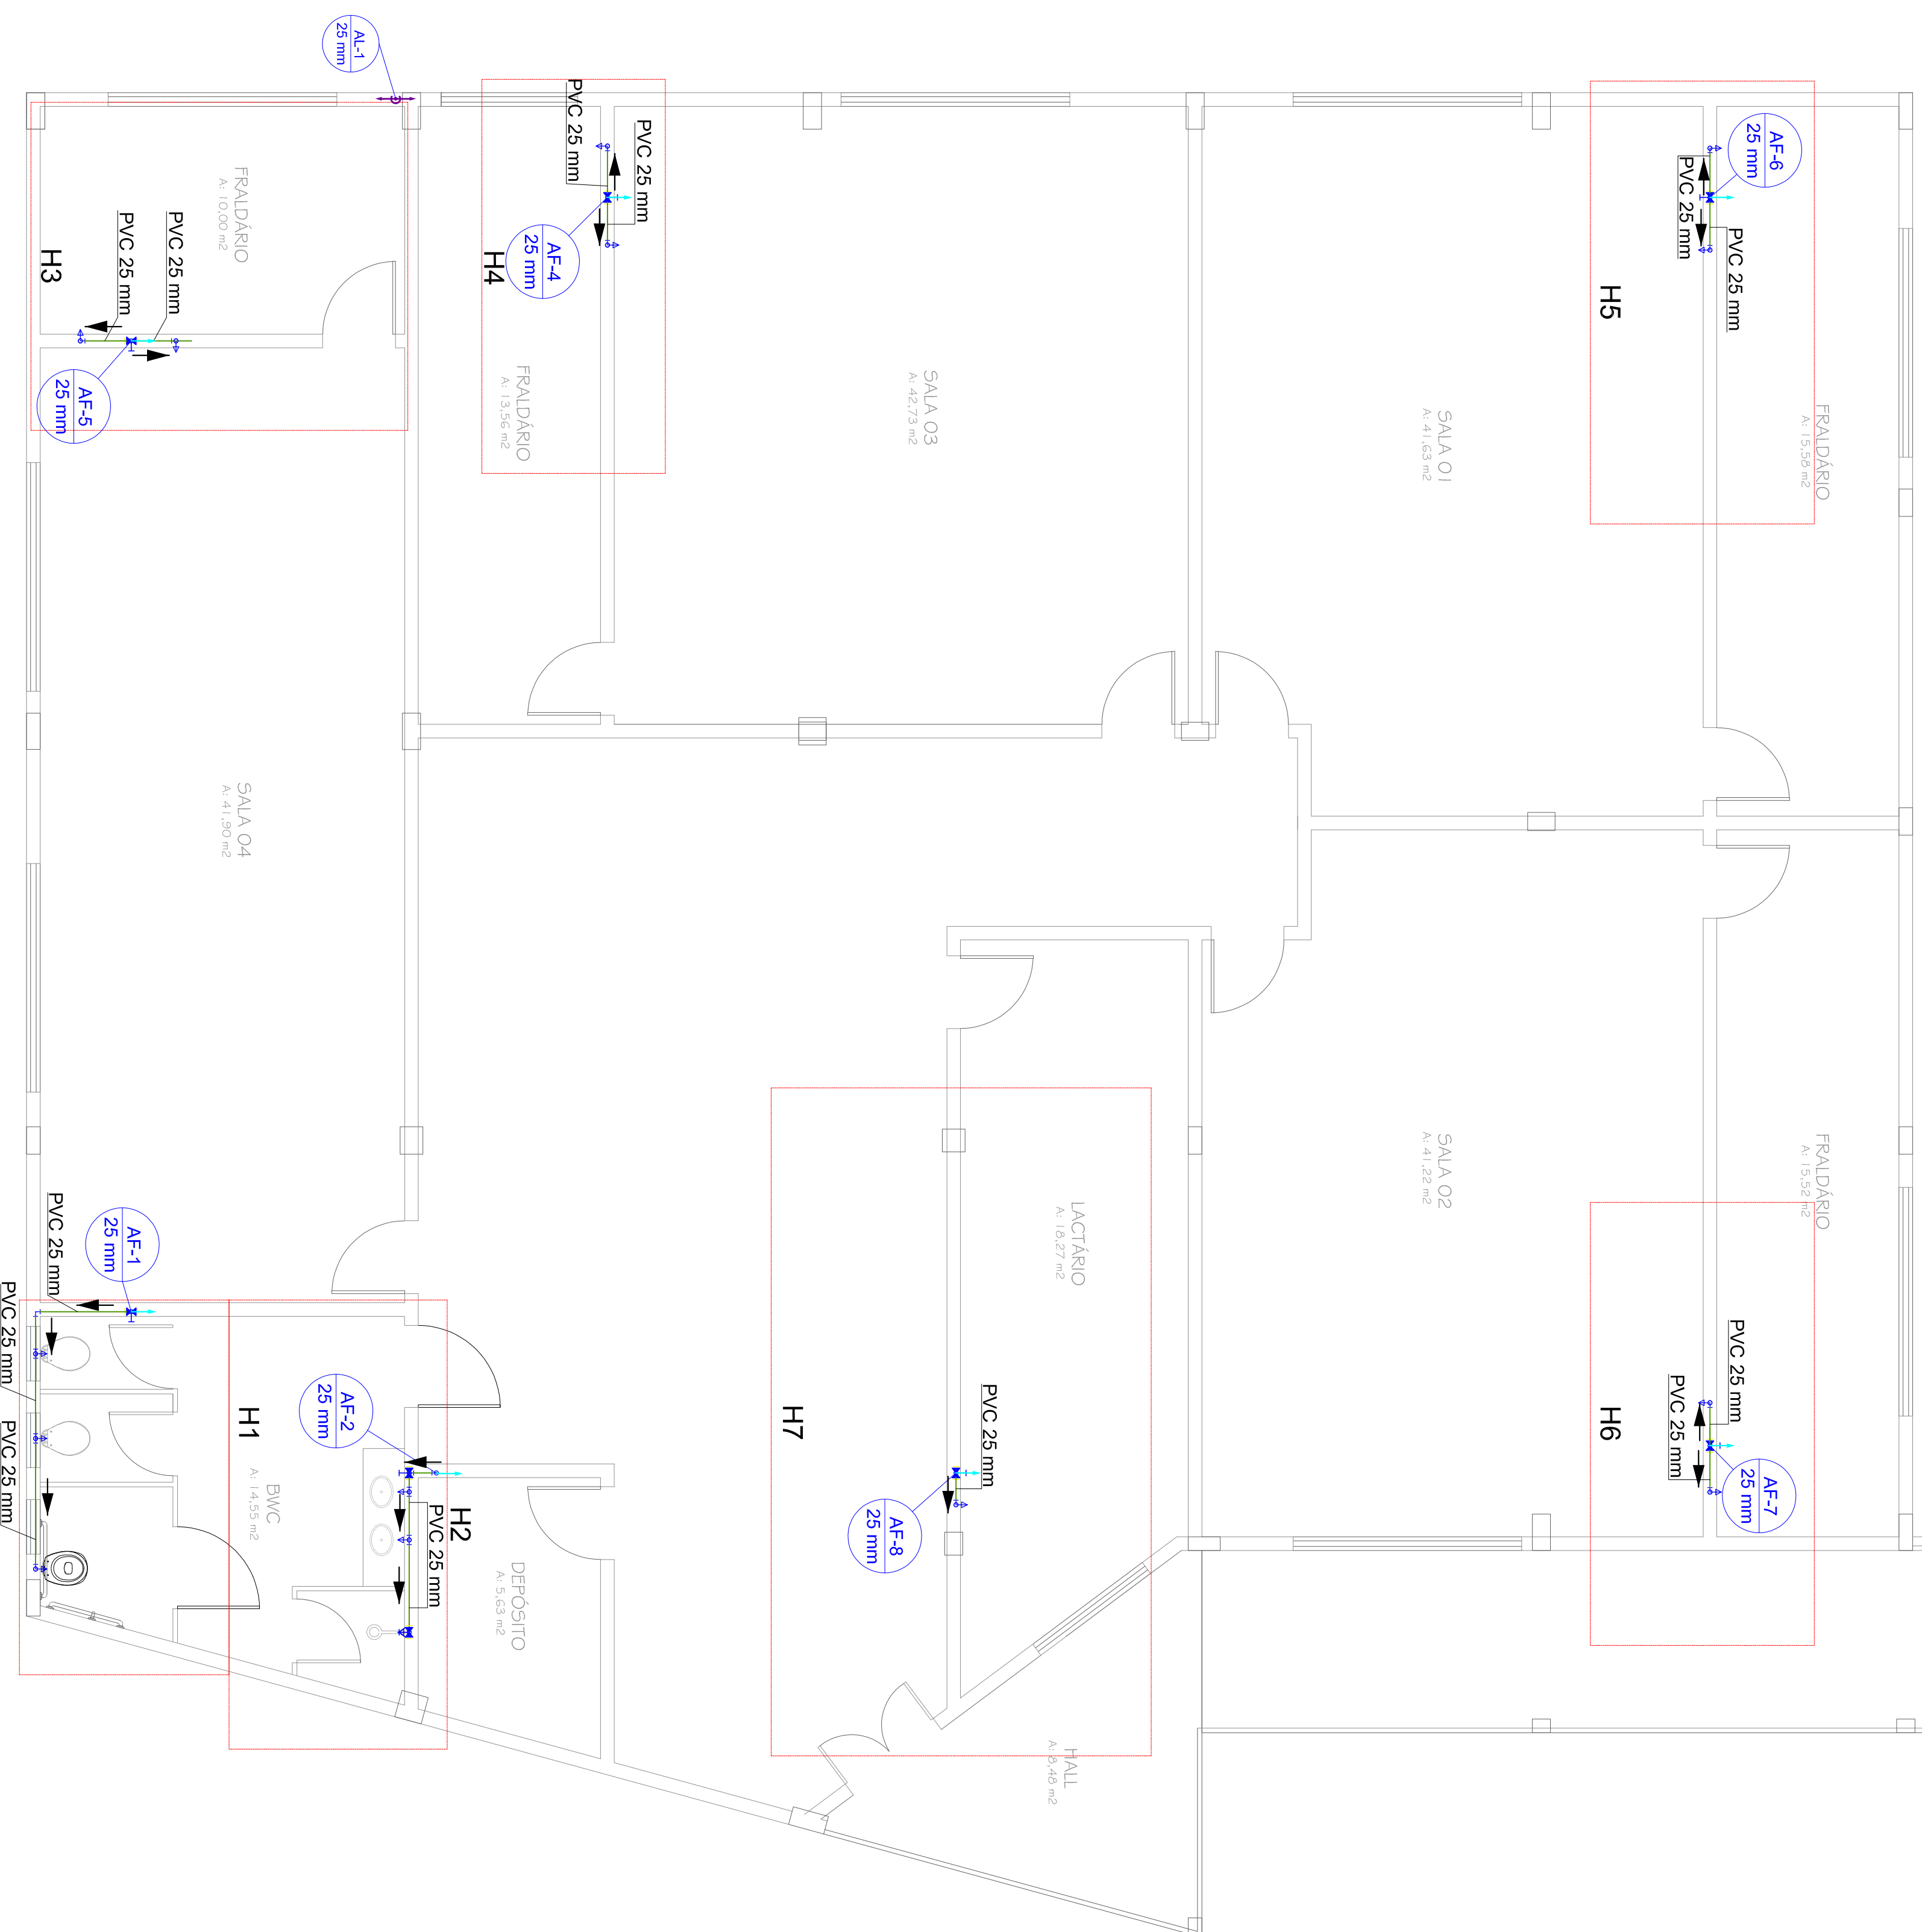 AL-1
25 mm
PVC 25 mm
PVC 25 mm
AF-4
25 mm
H4
FRALDÁRIO
A: 13,56 m2
FRALDÁRIO
A: 10,00 m2
H3
PVC 25 mm
PVC 25 mm
AF-5
25 mm
AF-6
25 mm
PVC 25 mm
PVC 25 mm
H5
FRALDÁRIO
A: 15,58 m2
SALA 03
A: 42,73 m2
SALA 01
A: 41,63 m2
SALA 04
A: 41,90 m2
SALA 02
A: 41,22 m2
FRALDÁRIO
A: 15,52 m2
LACTÁRIO
A: 18,27 m2
PVC 25 mm
AF-1
25 mm
PVC 25 mm
PVC 25 mm
H1
BWC
A: 14,55 m2
AF-2
25 mm
H2
PVC 25 mm
DEPÓSITO
A: 5,63 m2
H7
PVC 25 mm
AF-8
25 mm
H6
PVC 25 mm
PVC 25 mm
AF-7
25 mm
HALL
A: 8,48 m2